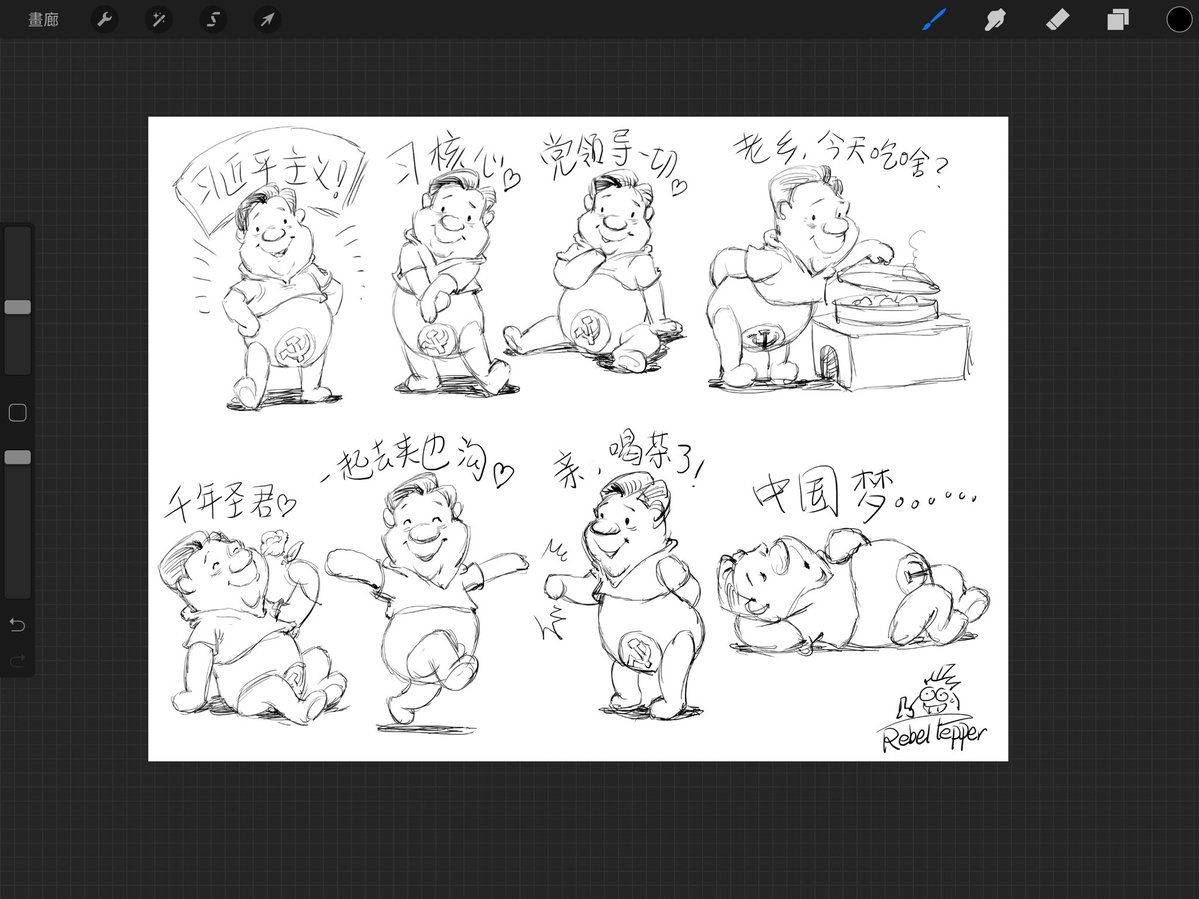 畫廊
习近平主义!
习核心♡
党领导一切♡
老乡,今天吃啥?
千年圣君♡
一起去夹边沟♡
亲,喝茶了!
中国梦。。。。。。
Rebel Pepper